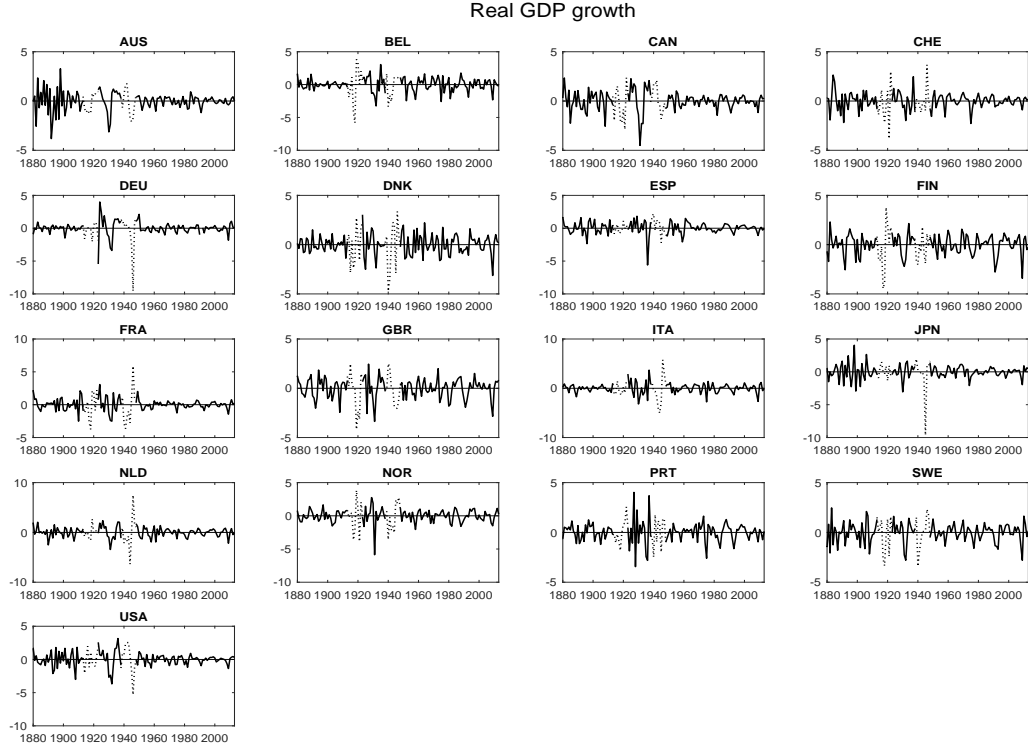 Real GDP growth
AUS BEL CAN CHE
5 5 5 5
0 0 0
0 -5
-5 -10 -5 -5
1880 1900 1920 1940 1960 1980 2000 1880 1900 1920 1940 1960 1980 2000 1880 1900 1920 1940 1960 1980 2000 1880 1900 1920 1940 1960 1980 2000
DEU DNK ESP FIN
5 5 5 5
0 0
0 0
-5 -5
-10 -5 -10 -5
1880 1900 1920 1940 1960 1980 2000 1880 1900 1920 1940 1960 1980 2000 1880 1900 1920 1940 1960 1980 2000 1880 1900 1920 1940 1960 1980 2000
FRA GBR ITA JPN
10 5 10 5
5 0
0 0
0 -5
-5 -5 -10 -10
1880 1900 1920 1940 1960 1980 2000 1880 1900 1920 1940 1960 1980 2000 1880 1900 1920 1940 1960 1980 2000 1880 1900 1920 1940 1960 1980 2000
NLD NOR PRT SWE
10 5 5 5
0
0 0 0
-5
-10 -10 -5 -5
1880 1900 1920 1940 1960 1980 2000 1880 1900 1920 1940 1960 1980 2000 1880 1900 1920 1940 1960 1980 2000 1880 1900 1920 1940 1960 1980 2000
USA
5
0
-5
-10
1880 1900 1920 1940 1960 1980 2000